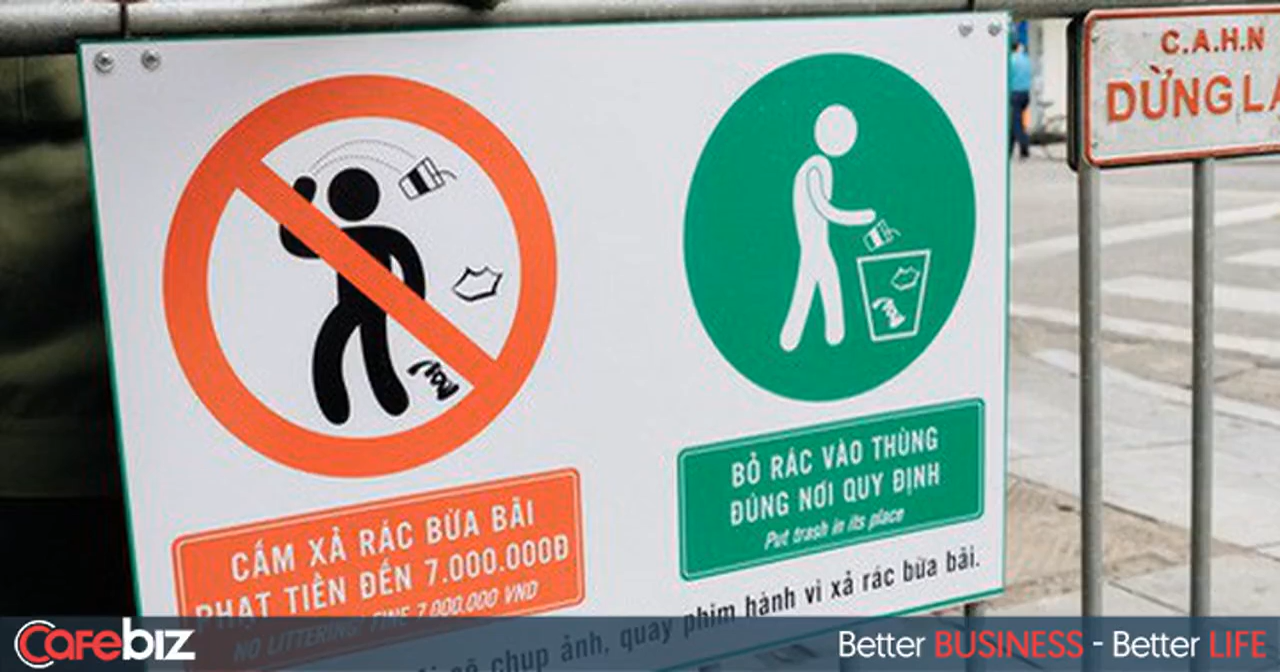 C.A.H.N
DỪNG LẠ
CẤM XẢ RÁC BỪA BÃI
PHẠT TIỀN ĐẾN 7.000.000Đ
NO LITTERING! FINE 7.000.000 VND
BỎ RÁC VÀO THÙNG
ĐÚNG NƠI QUY ĐỊNH
Put trash in its place
sẽ chụp ảnh, quay phim hành vi xả rác bừa bãi.
Cafebiz
Better BUSINESS - Better LIFE